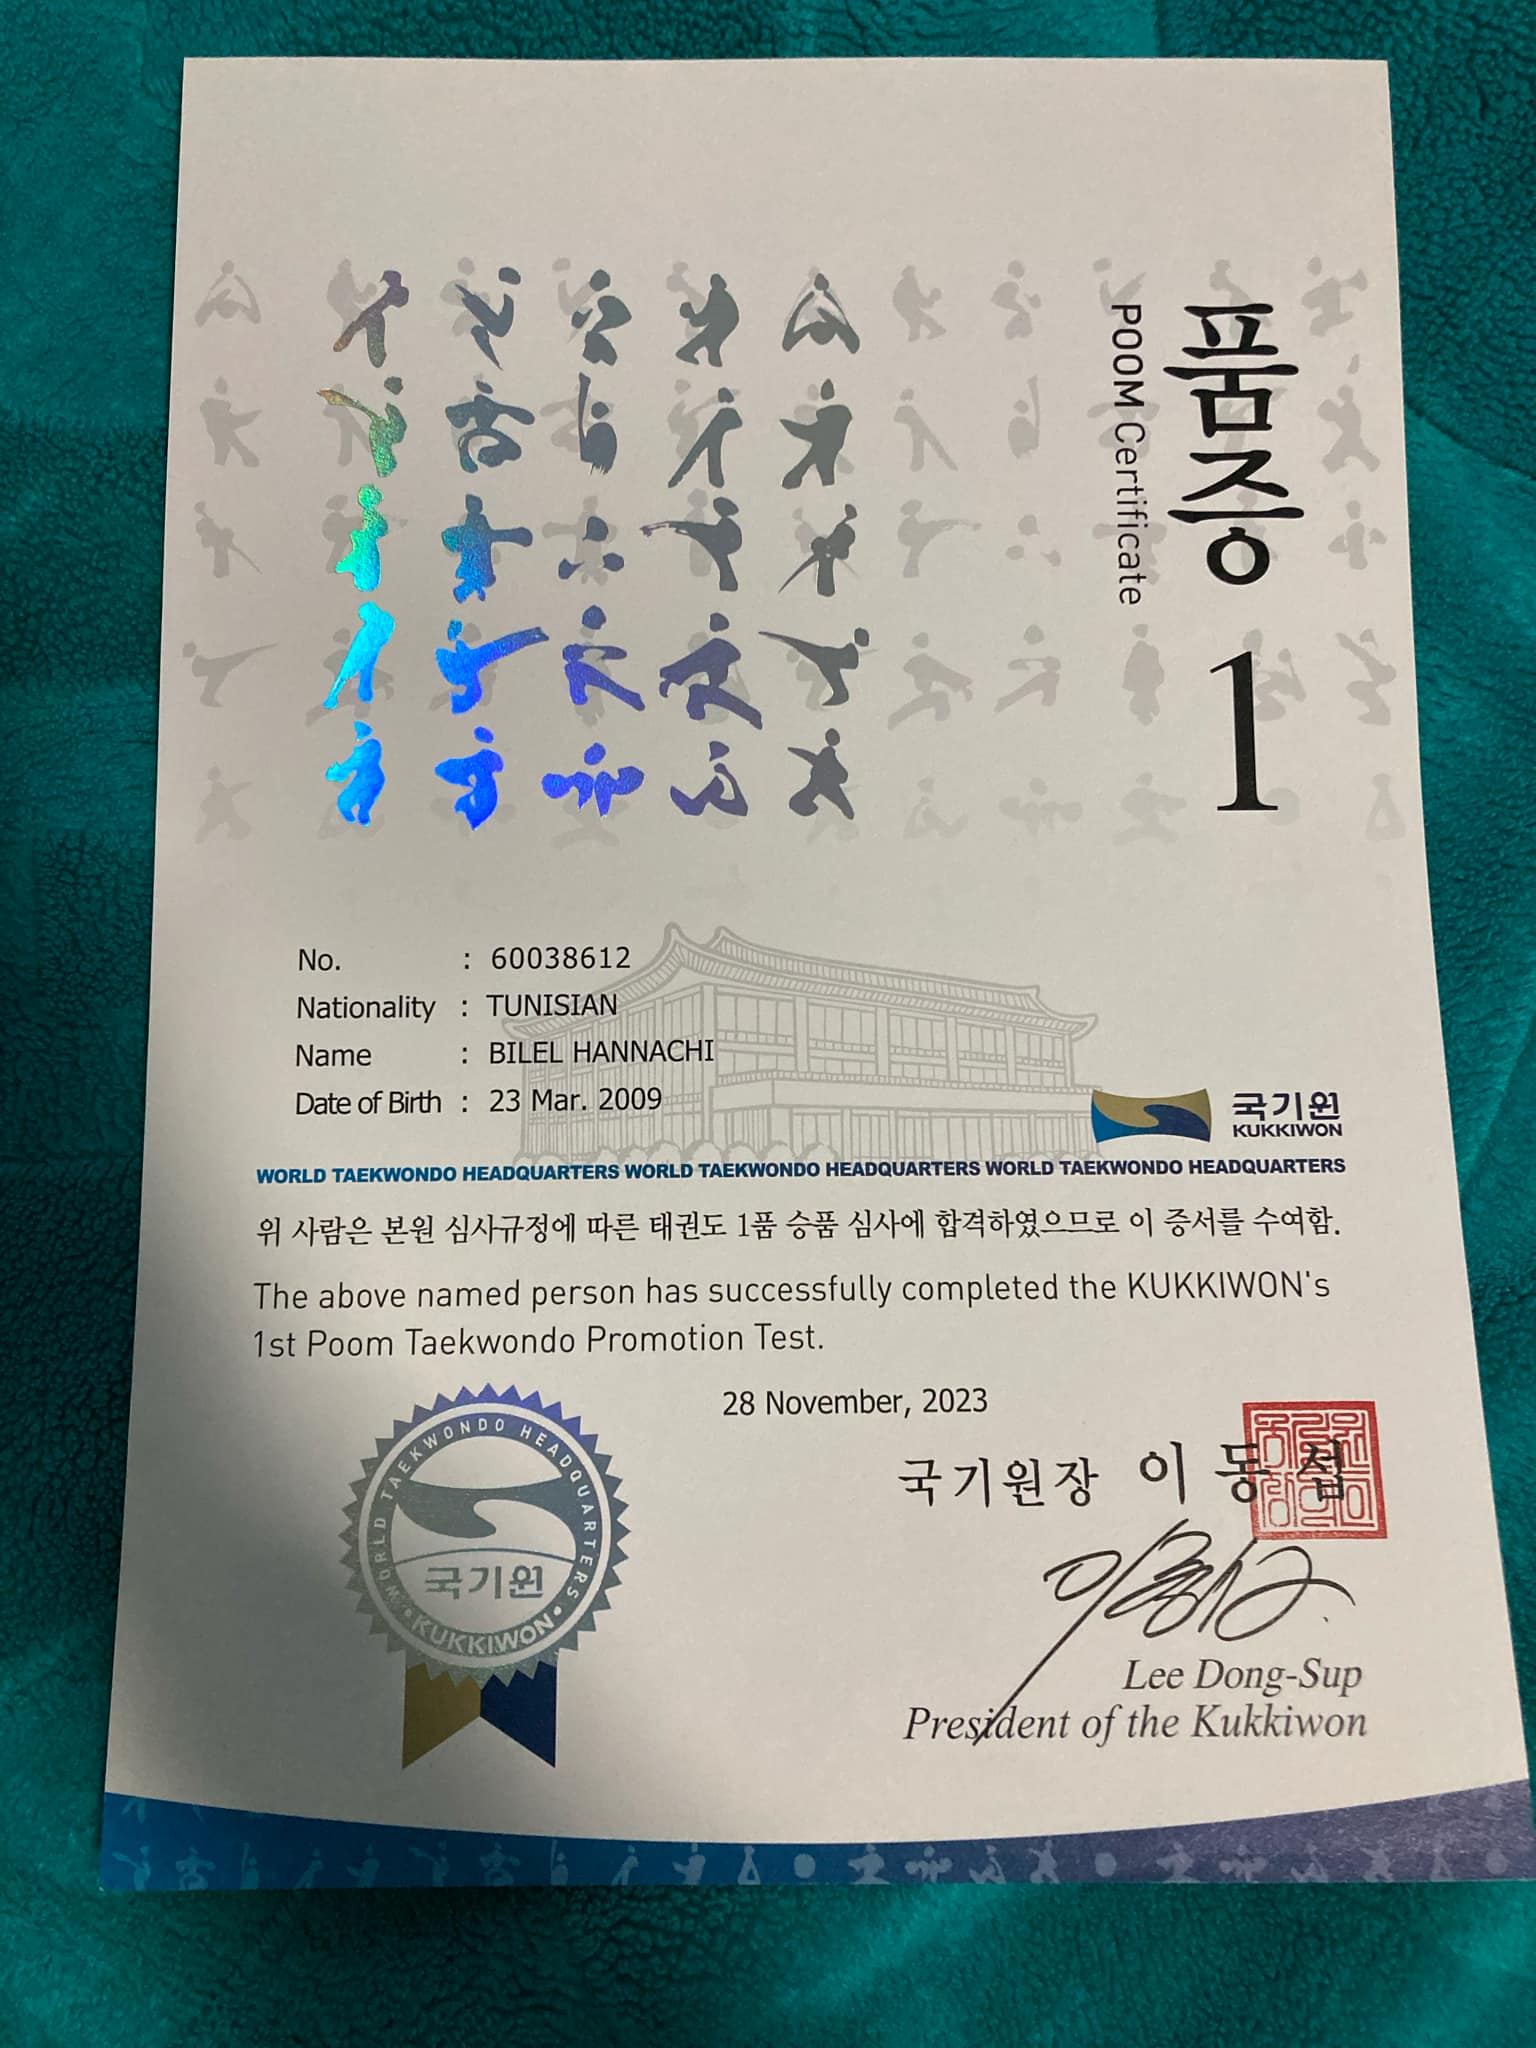 품증 1
POOM Certificate
No. : 60038612
Nationality : TUNISIAN
Name : BILEL HANNACHI
Date of Birth : 23 Mar. 2009
국기원
KUKKIWON
WORLD TAEKWONDO HEADQUARTERS WORLD TAEKWONDO HEADQUARTERS WORLD TAEKWONDO HEADQUARTERS
위 사람은 본원 심사규정에 따른 태권도 1품 승품 심사에 합격하였으므로 이 증서를 수여함.
The above named person has successfully completed the KUKKIWON's
1st Poom Taekwondo Promotion Test.
28 November, 2023
국기원장 이 동 섭
WORLD TAEKWONDO HEADQUARTERS
국기원
KUKKIWON
Lee Dong-Sup
President of the Kukkiwon